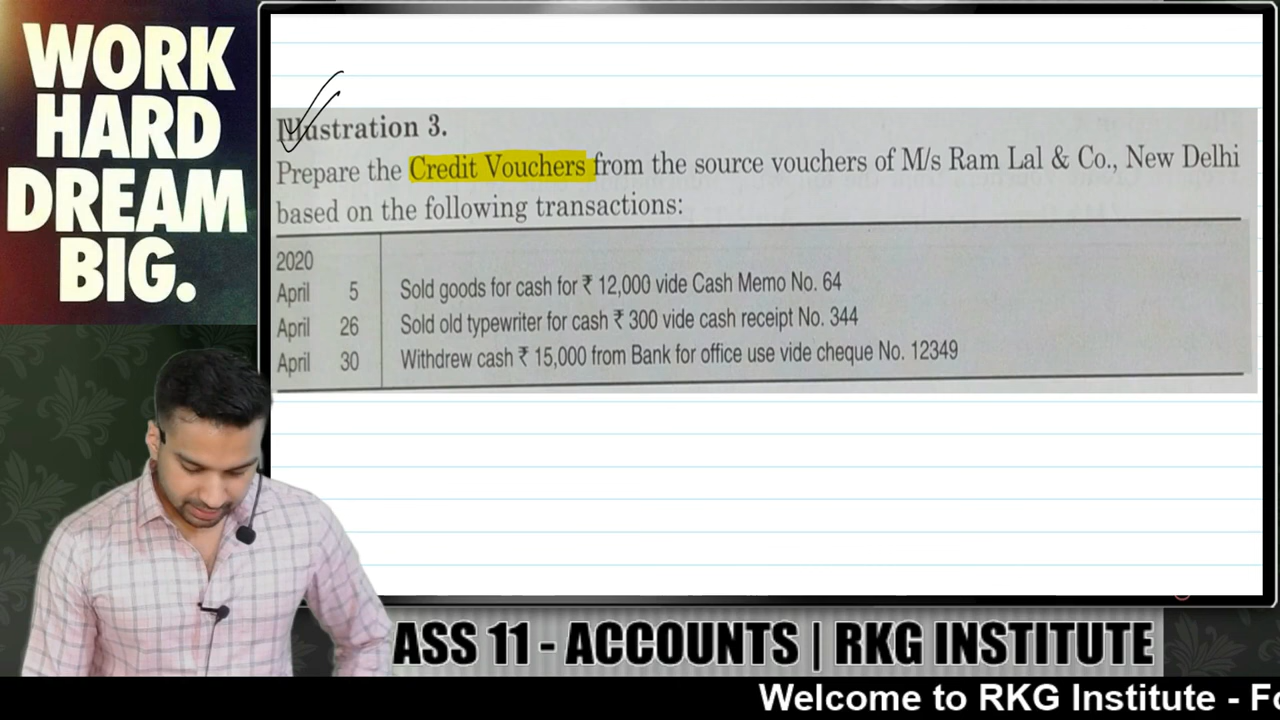 WORK
HARD
DREAM
BIG.
Illustration 3.
Prepare the Credit Vouchers from the source vouchers of M/s Ram Lal & Co., New Delhi
based on the following transactions:
2020
April 5 Sold goods for cash for ₹ 12,000 vide Cash Memo No. 64
April 26 Sold old typewriter for cash ₹ 300 vide cash receipt No. 344
April 30 Withdrew cash ₹ 15,000 from Bank for office use vide cheque No. 12349
ASS 11 - ACCOUNTS | RKG INSTITUTE
Welcome to RKG Institute - Fo